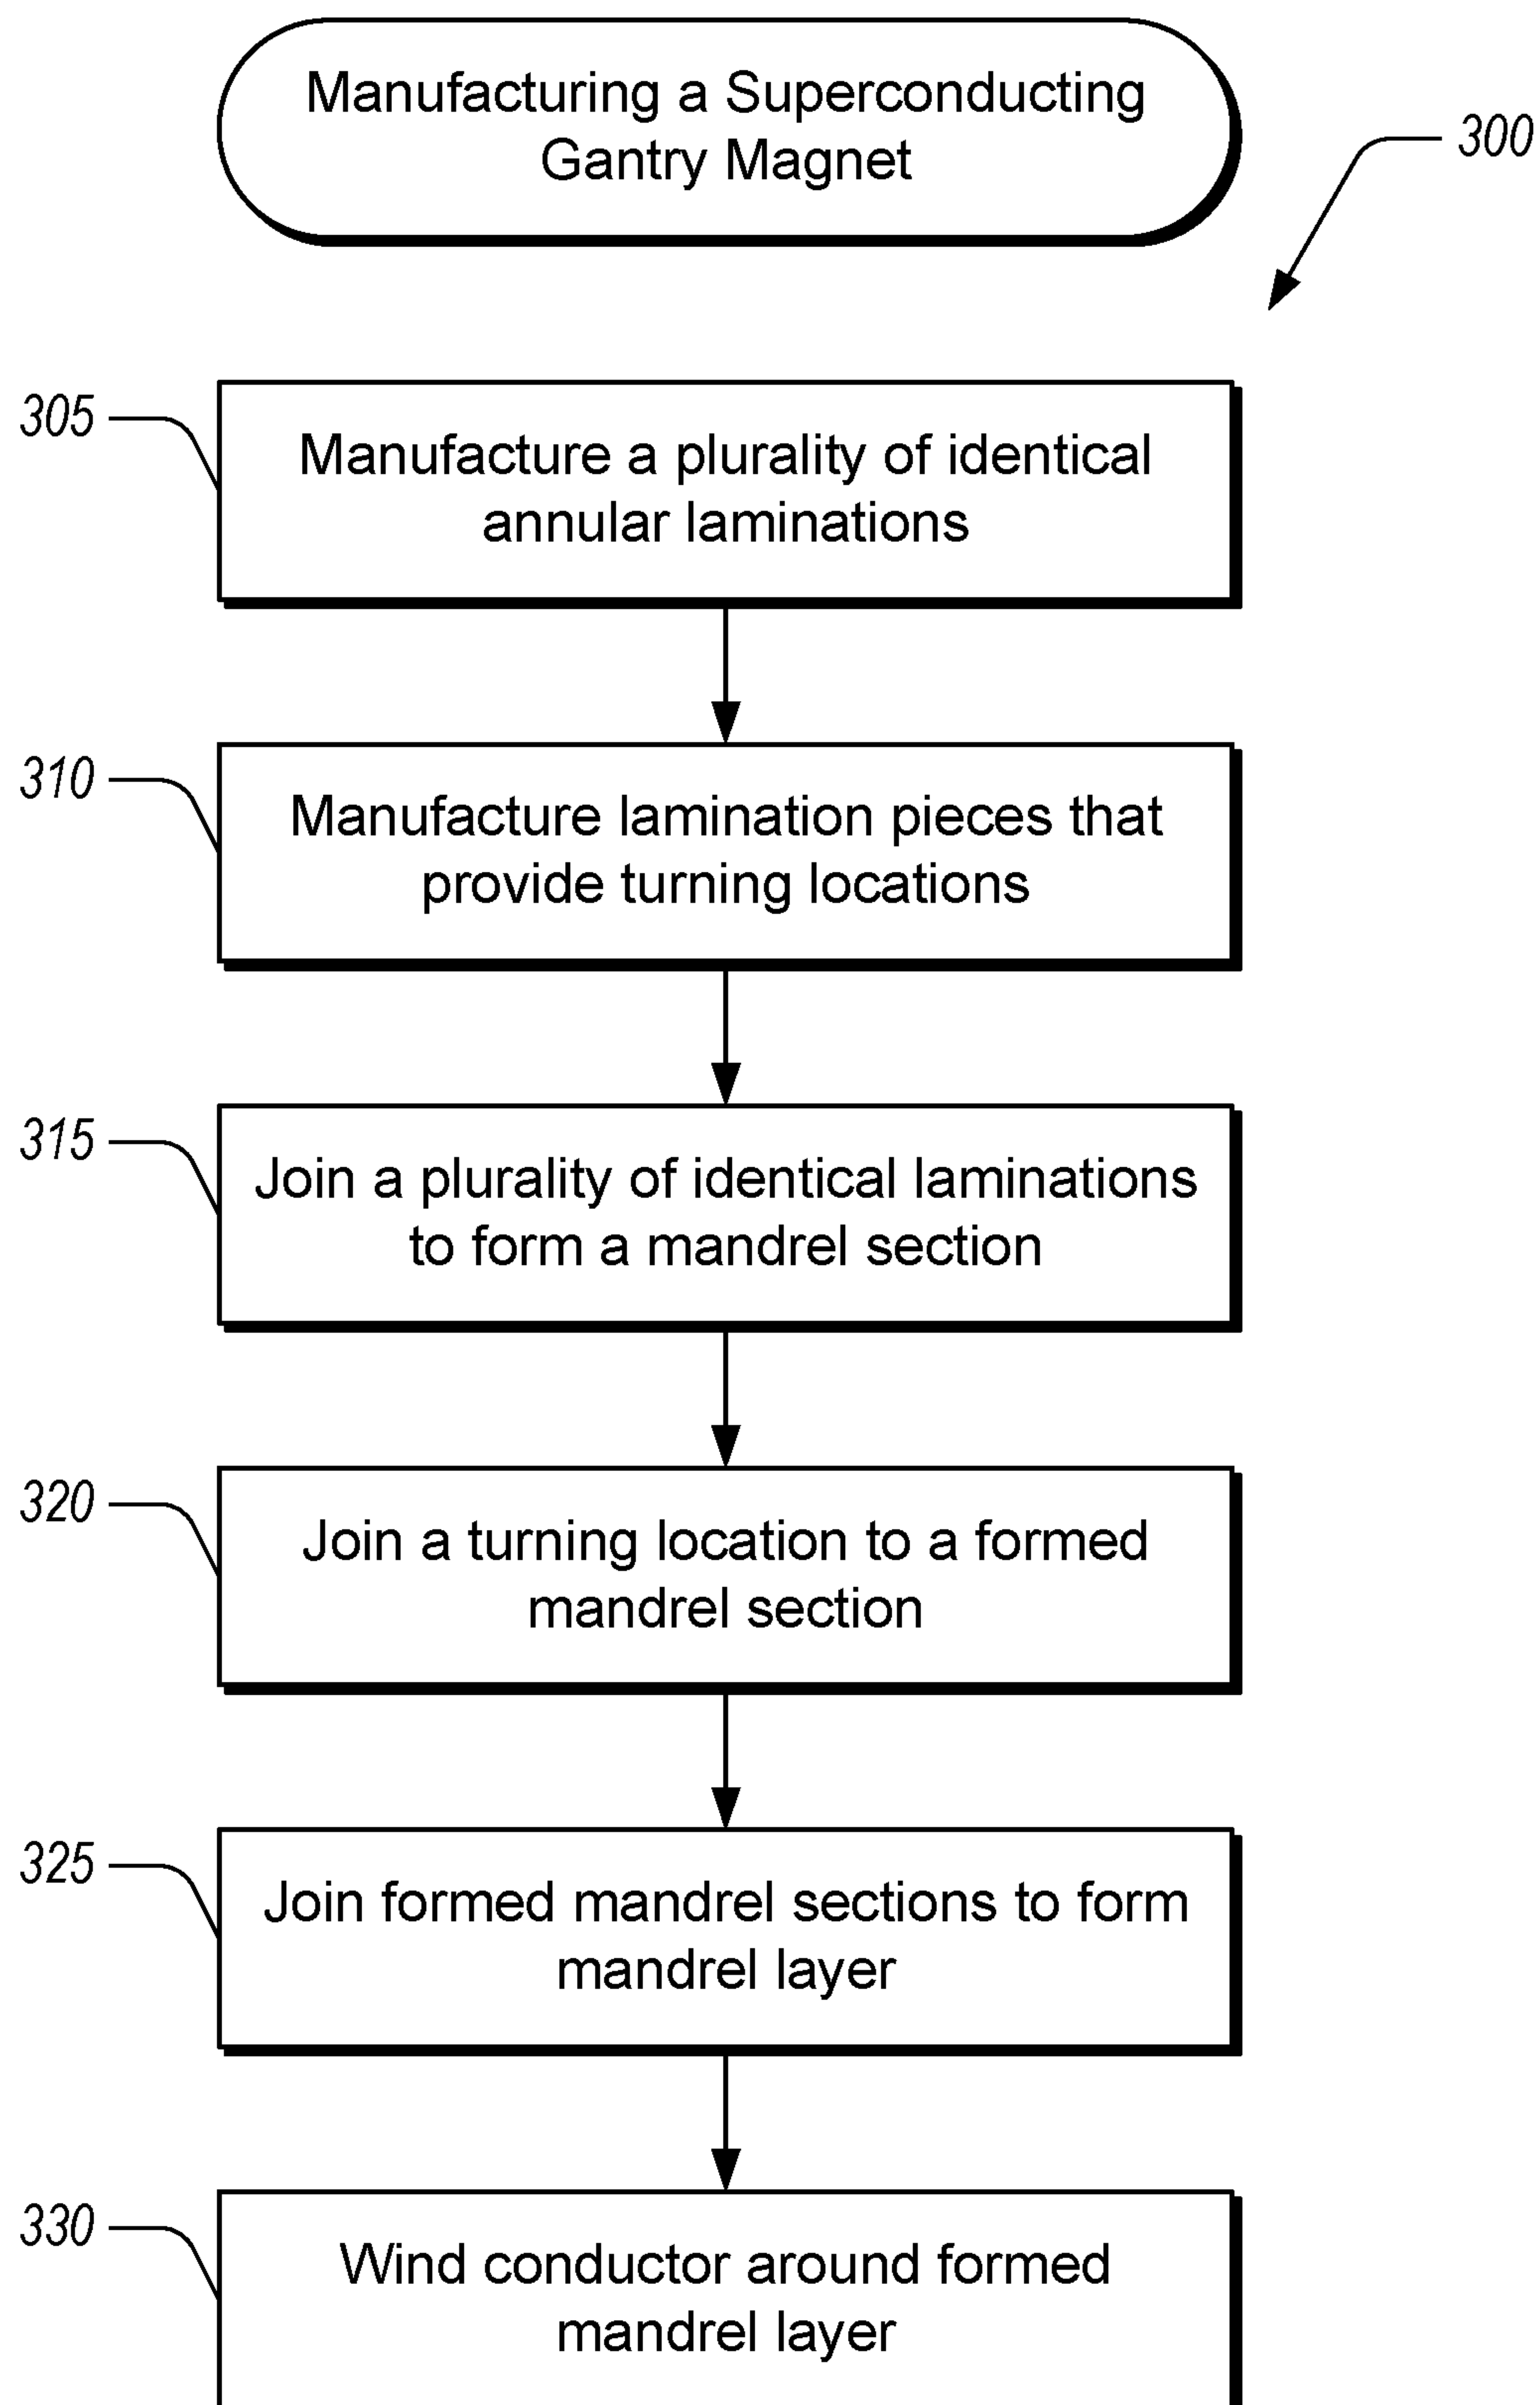 Manufacturing a Superconducting
Gantry Magnet
300
305
Manufacture a plurality of identical
annular laminations
310
Manufacture lamination pieces that
provide turning locations
315
Join a plurality of identical laminations
to form a mandrel section
320
Join a turning location to a formed
mandrel section
325
Join formed mandrel sections to form
mandrel layer
330
Wind conductor around formed
mandrel layer